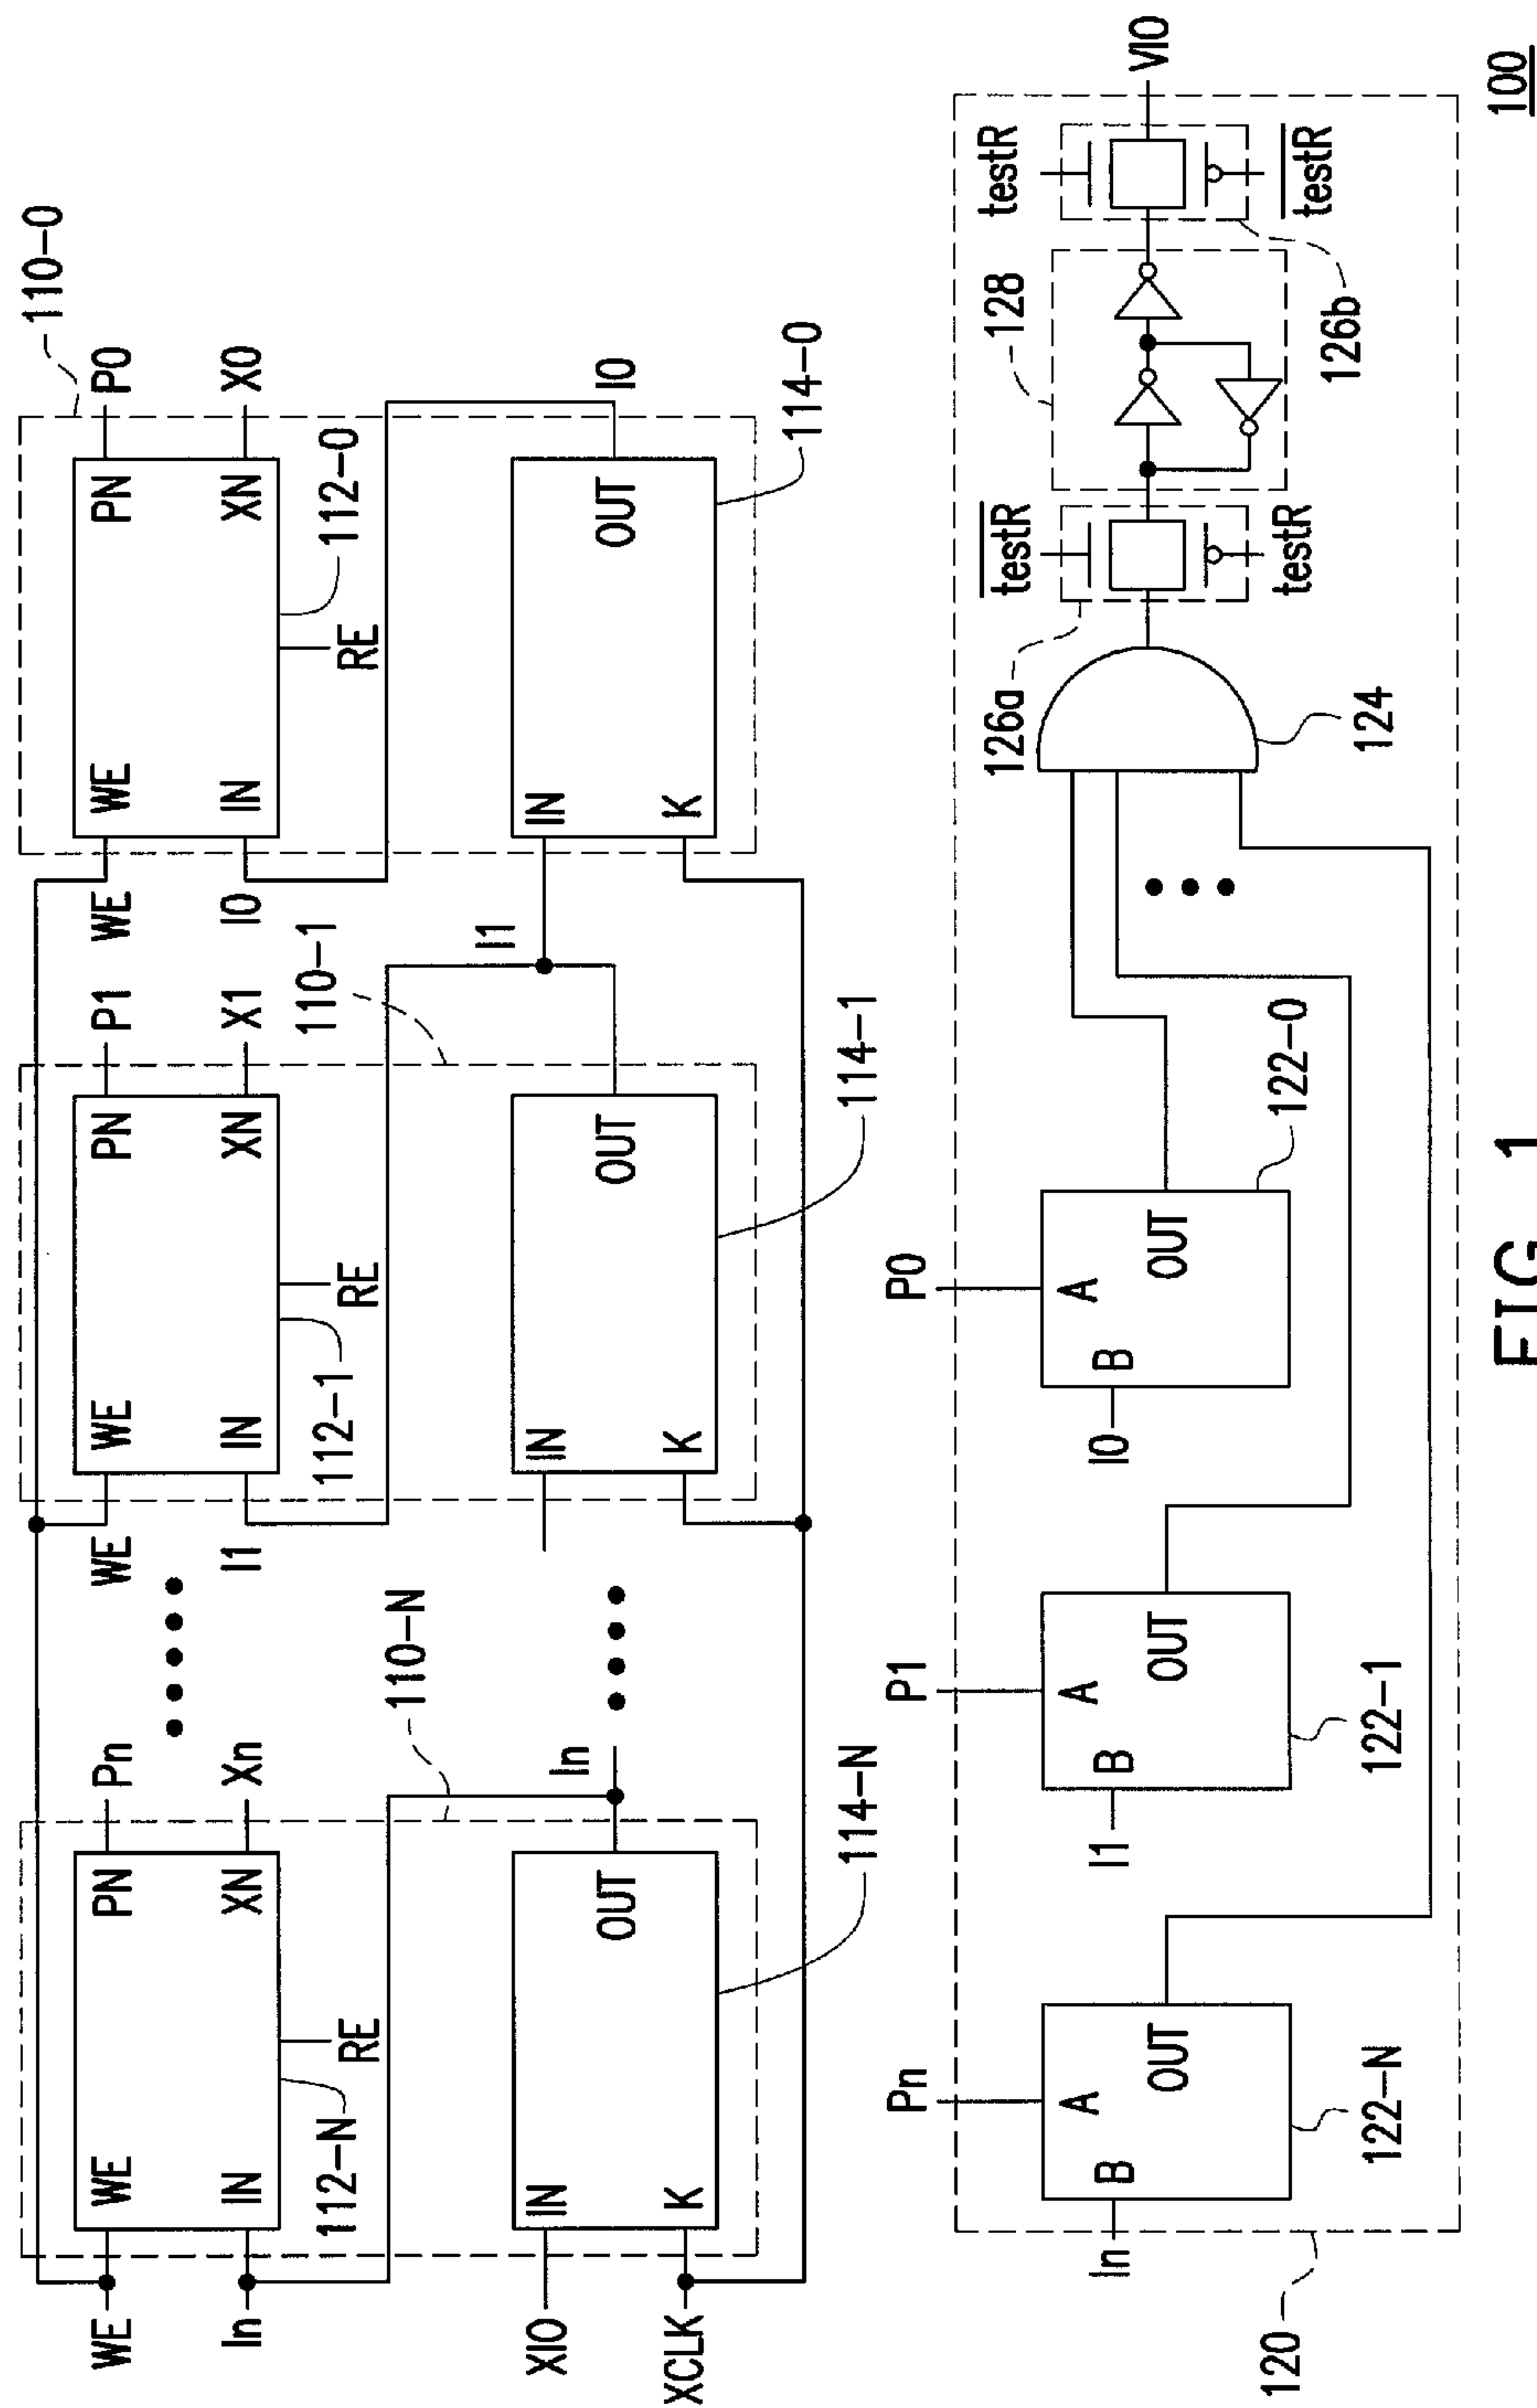 110-N
110-1
110-0
WE
Pn
WE
P1
WE
P0
WE
PN
WE
PN
WE
PN
In
Xn
I1
X1
I0
X0
IN
XN
IN
XN
IN
XN
112-N
RE
112-1
RE
112-0
RE
In
I1
I0
XIO
IN
OUT
IN
OUT
IN
OUT
XCLK
K
K
K
114-N
114-1
114-0
Pn
P1
P0
126a
testR
128
testR
VIO
In
B
A
OUT
I1
B
A
OUT
I0
B
A
OUT
testR
testR
120
122-N
122-1
122-0
124
126b
FIG. 1
100